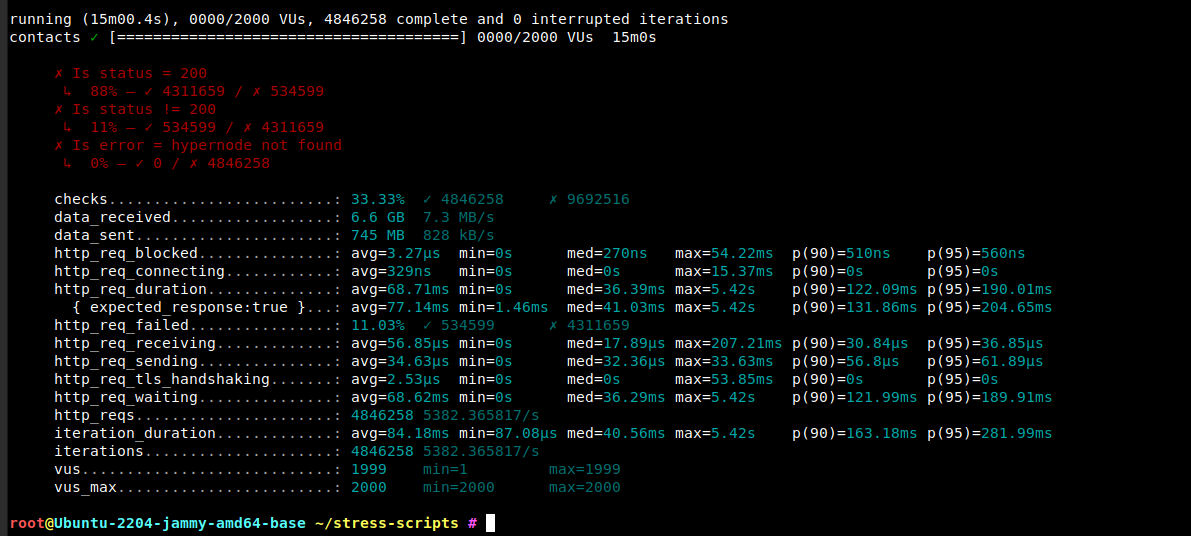 running (15m00.4s), 0000/2000 VUs, 4846258 complete and 0 interrupted iterations
contacts ✓ [======================================] 0000/2000 VUs  15m0s
✗ Is status = 200
↳  88% — ✓ 4311659 / ✗ 534599
✗ Is status != 200
↳  11% — ✓ 534599 / ✗ 4311659
✗ Is error = hypernode not found
↳  0% — ✓ 0 / ✗ 4846258
checks.........................: 33.33%  ✓ 4846258     ✗ 9692516
data_received..................: 6.6 GB  7.3 MB/s
data_sent......................: 745 MB  828 kB/s
http_req_blocked...............: avg=3.27µs  min=0s      med=270ns   max=54.22ms  p(90)=510ns    p(95)=560ns
http_req_connecting............: avg=329ns   min=0s      med=0s      max=15.37ms  p(90)=0s       p(95)=0s
http_req_duration..............: avg=68.71ms min=0s      med=36.39ms max=5.42s    p(90)=122.09ms p(95)=190.01ms
{ expected_response:true }...: avg=77.14ms min=1.46ms  med=41.03ms max=5.42s    p(90)=131.86ms p(95)=204.65ms
http_req_failed................: 11.03%  ✓ 534599      ✗ 4311659
http_req_receiving.............: avg=56.85µs min=0s      med=17.89µs max=207.21ms p(90)=30.84µs  p(95)=36.85µs
http_req_sending...............: avg=34.63µs min=0s      med=32.36µs max=33.63ms  p(90)=56.8µs   p(95)=61.89µs
http_req_tls_handshaking.......: avg=2.53µs  min=0s      med=0s      max=53.85ms  p(90)=0s       p(95)=0s
http_req_waiting...............: avg=68.62ms min=0s      med=36.29ms max=5.42s    p(90)=121.99ms p(95)=189.91ms
http_reqs......................: 4846258 5382.365817/s
iteration_duration.............: avg=84.18ms min=87.08µs med=40.56ms max=5.42s    p(90)=163.18ms p(95)=281.99ms
iterations.....................: 4846258 5382.365817/s
vus............................: 1999    min=1         max=1999
vus_max........................: 2000    min=2000      max=2000
root@Ubuntu-2204-jammy-amd64-base ~/stress-scripts #